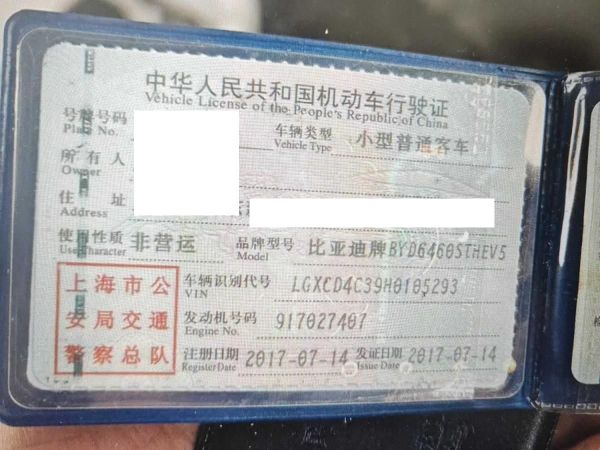 中华人民共和国机动车行驶证
Vehicle License of the People's Republic of China
号牌号码
Plate No.
车辆类型 小型普通客车
Vehicle Type
所有人
Owner
住址
Address
使用性质 非营运 品牌型号 比亚迪牌BYD6460STHEV5
Use Character Model
上海市公
安局交通
警察总队
车辆识别代号 LGXCD4C39H0105293
VIN
发动机号码 917027407
Engine No.
注册日期 2017-07-14 发证日期 2017-07-14
Register Date Issue Date